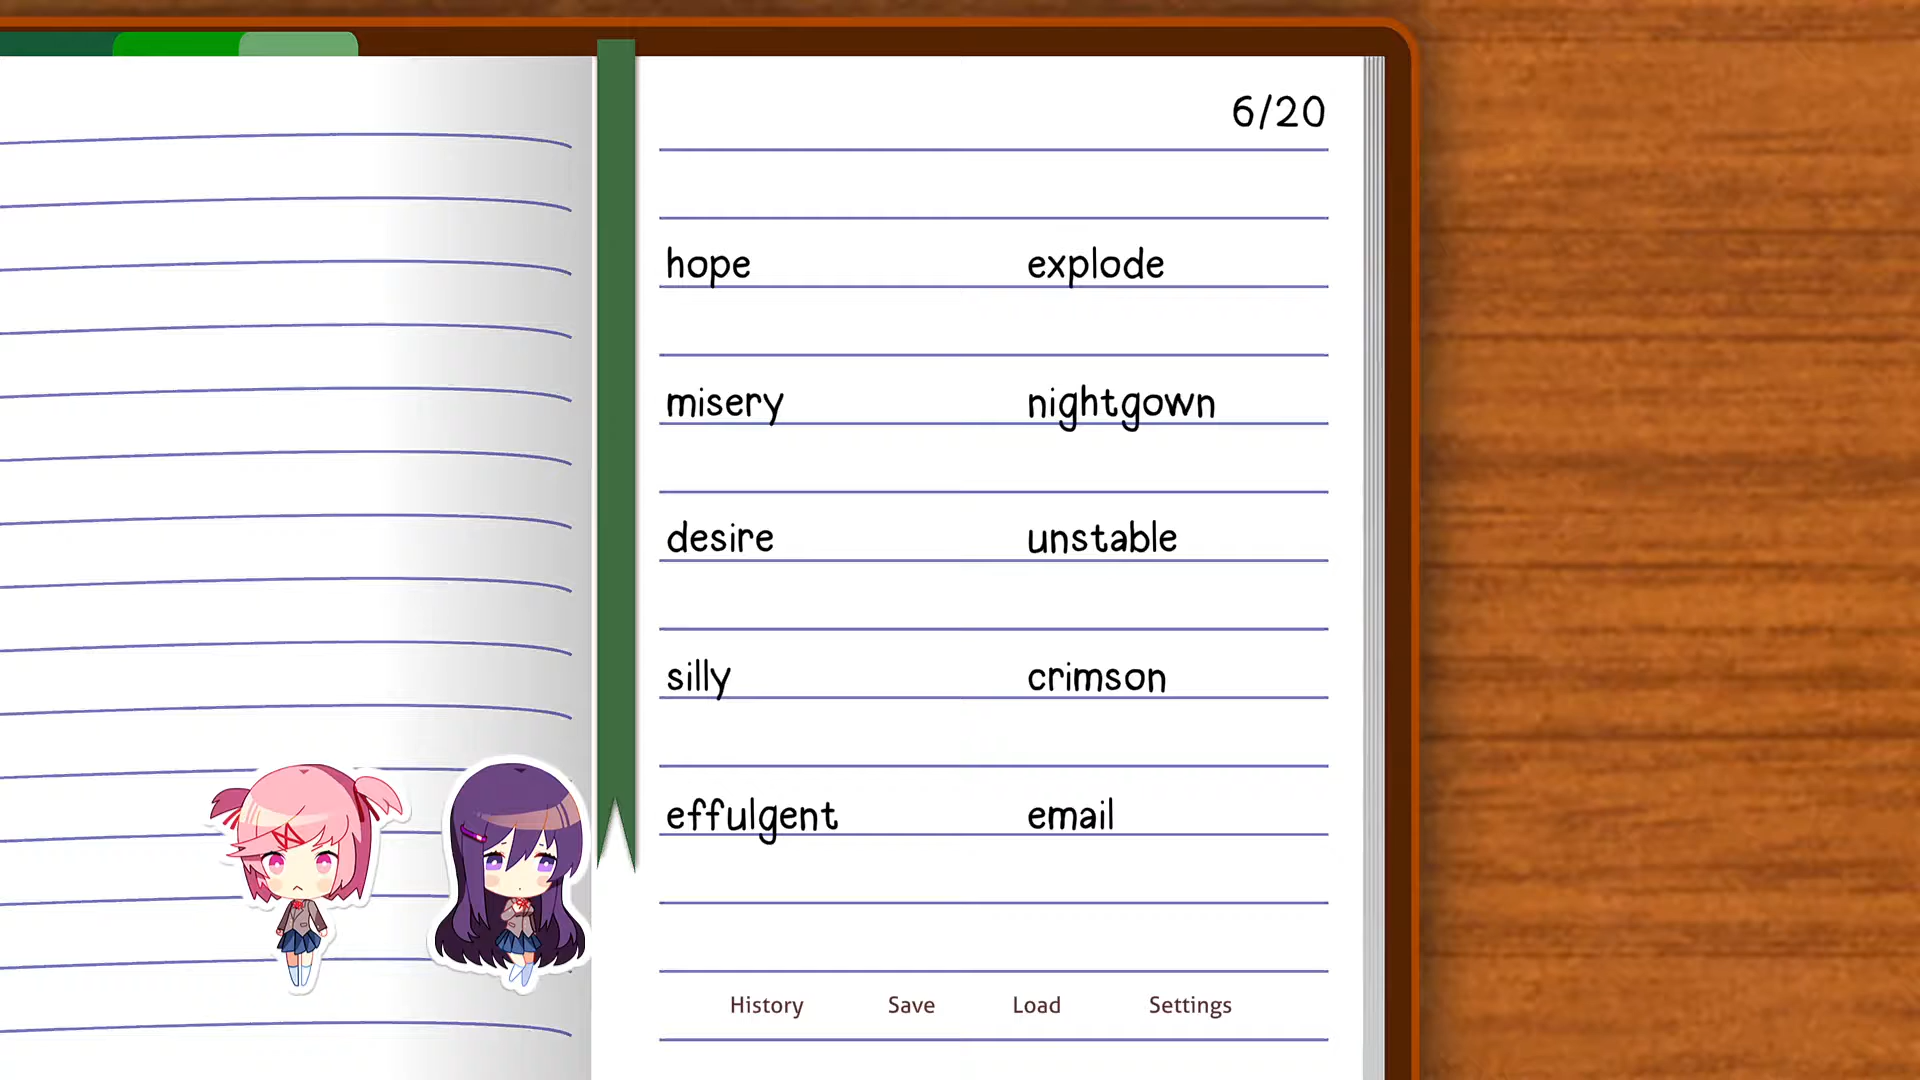 6/20
hope explode
misery nightgown
desire unstable
silly crimson
effulgent email
History Save Load Settings